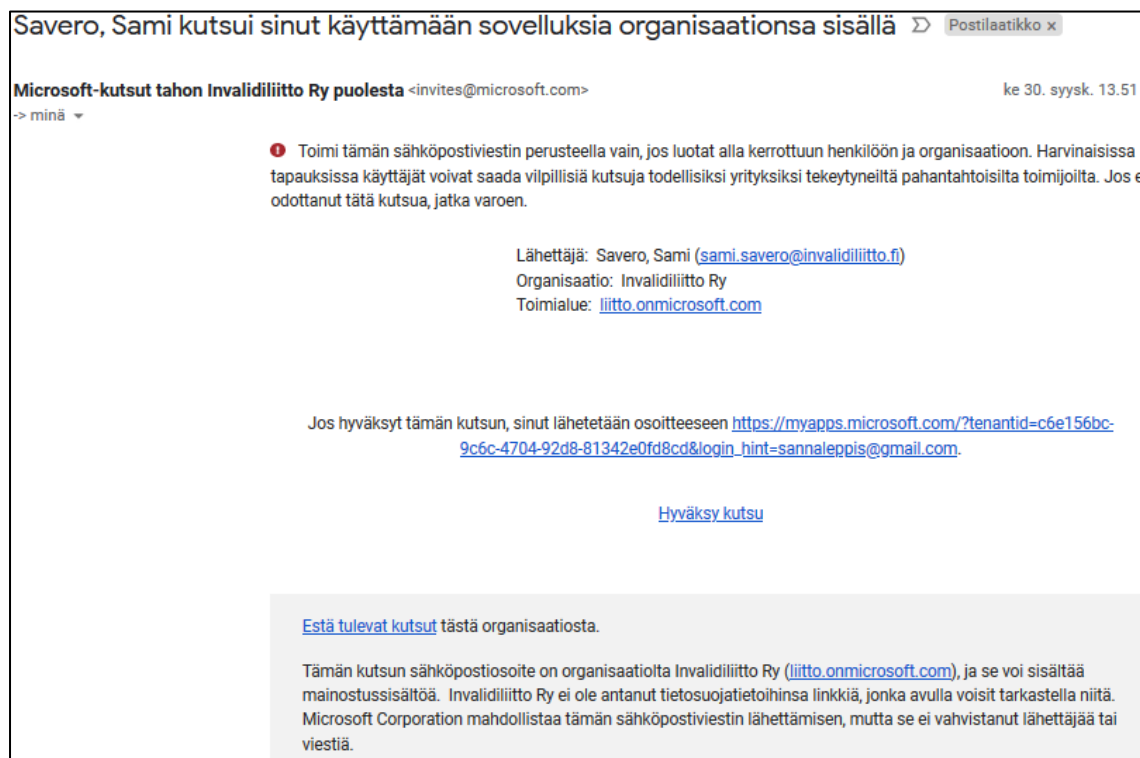 Savero, Sami kutsui sinut käyttämään sovelluksia organisaationsa sisällä Postilaatikko x
Microsoft-kutsut tahon Invalidiliitto Ry puolesta <invites@microsoft.com> ke 30. syysk. 13.51
-> minä
Toimi tämän sähköpostiviestin perusteella vain, jos luotat alla kerrottuun henkilöön ja organisaatioon. Harvinaisissa
tapauksissa käyttäjät voivat saada vilpillisiä kutsuja todellisiksi yrityksiksi tekeytyneiltä pahantahtoisilta toimijoilta. Jos e
odottanut tätä kutsua, jatka varoen.
Lähettäjä: Savero, Sami (sami.savero@invalidiliitto.fi)
Organisaatio: Invalidiliitto Ry
Toimialue: liitto.onmicrosoft.com
Jos hyväksyt tämän kutsun, sinut lähetetään osoitteeseen https://myapps.microsoft.com/?tenantid=c6e156bc-
9c6c-4704-92d8-81342e0fd8cd&login_hint=sannaleppis@gmail.com.
Hyväksy kutsu
Estä tulevat kutsut tästä organisaatiosta.
Tämän kutsun sähköpostiosoite on organisaatiolta Invalidiliitto Ry (liitto.onmicrosoft.com), ja se voi sisältää
mainostussisältöä. Invalidiliitto Ry ei ole antanut tietosuojatietoihinsa linkkiä, jonka avulla voisit tarkastella niitä.
Microsoft Corporation mahdollistaa tämän sähköpostiviestin lähettämisen, mutta se ei vahvistanut lähettäjää tai
viestiä.